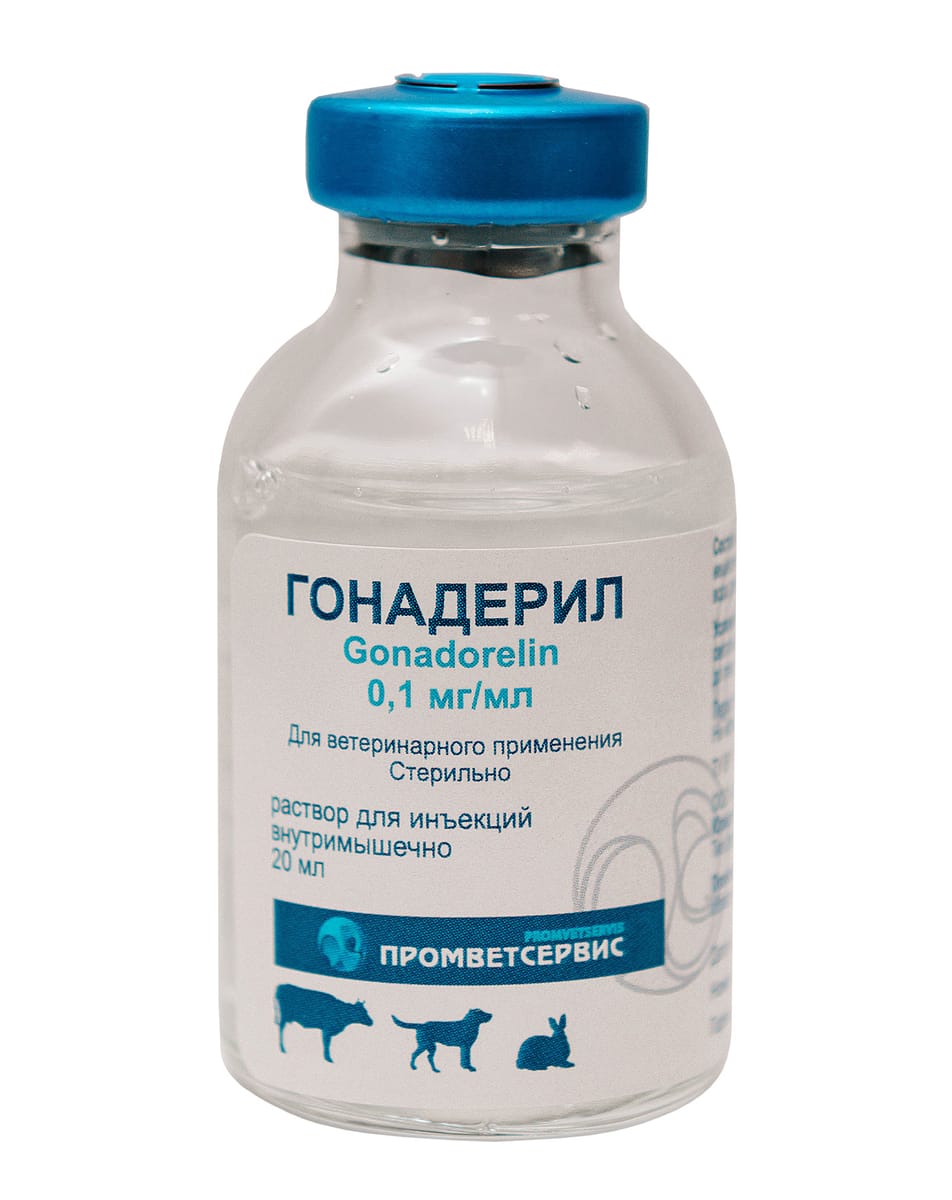 ГОНАДЕРИЛ
Gonadorelin
0,1 мг/мл
Для ветеринарного применения
Стерильно
раствор для инъекций
внутримышечно
20 мл
PROMVETSERVIS
ПРОМВЕТСЕРВИС